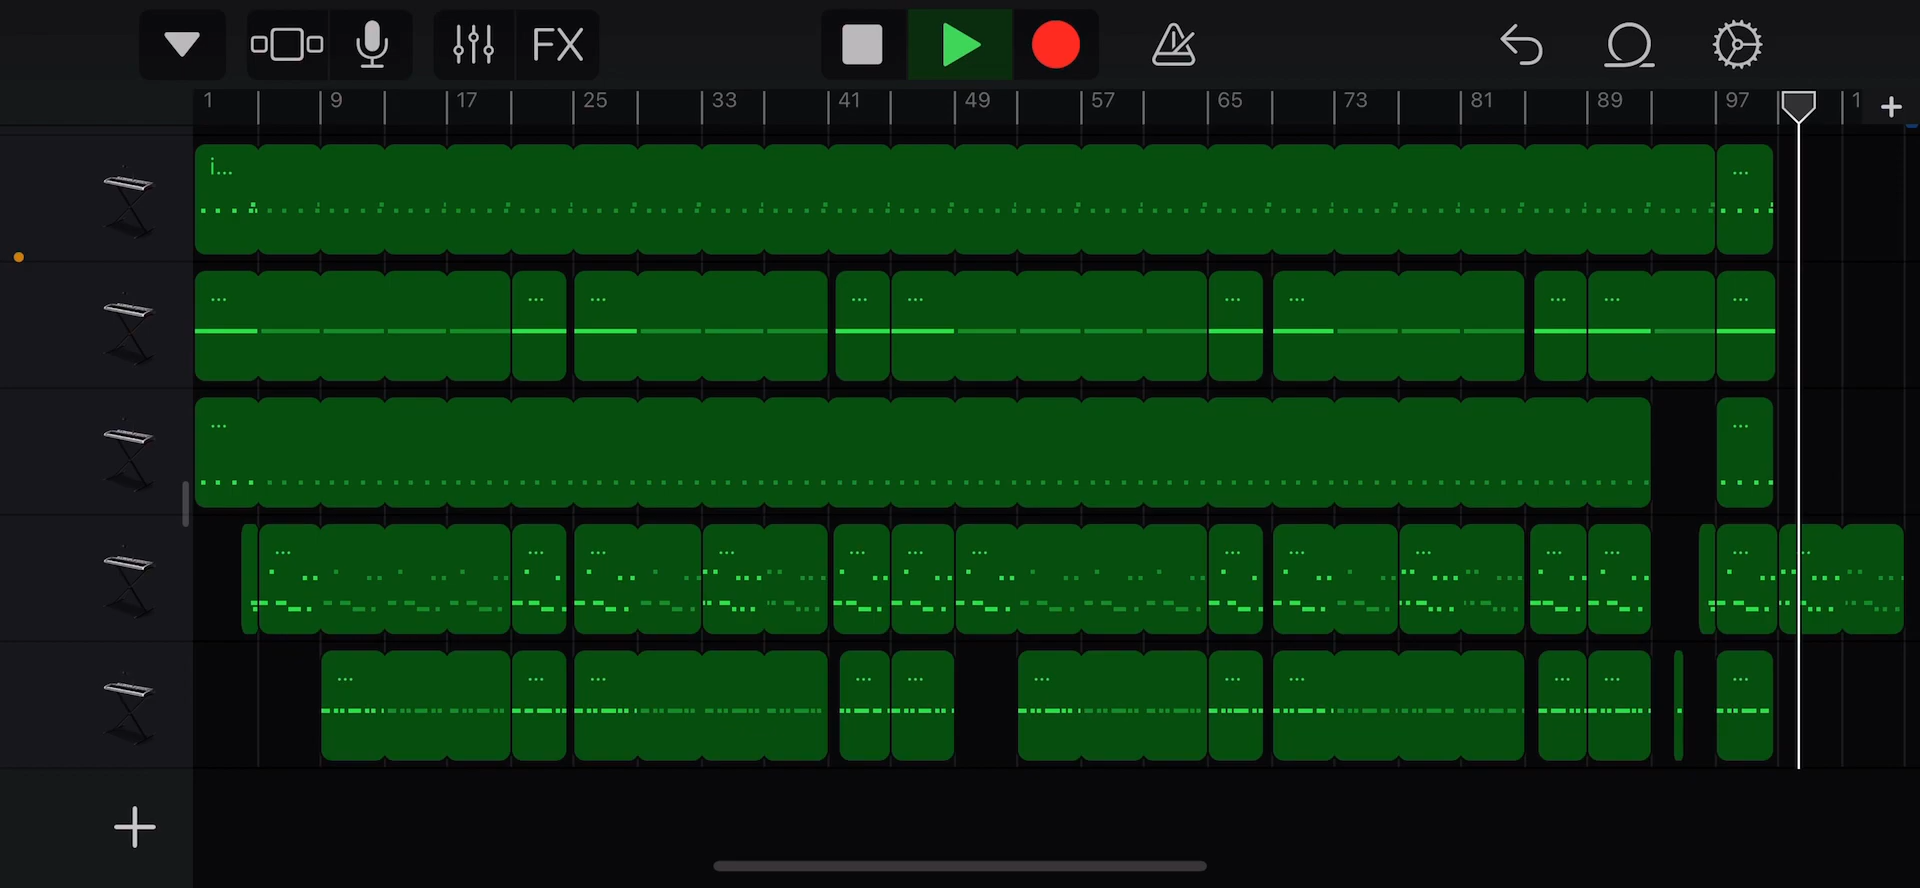 FX
1 9 17 25 33 41 49 57 65 73 81 89 97 1
i...
... ...
... ... ... ... ... ... ... ... ... ...
... ...
... ... ... ... ... ... ... ... ... ... ... ... ...
... ... ... ... ... ... ... ... ... ... ...